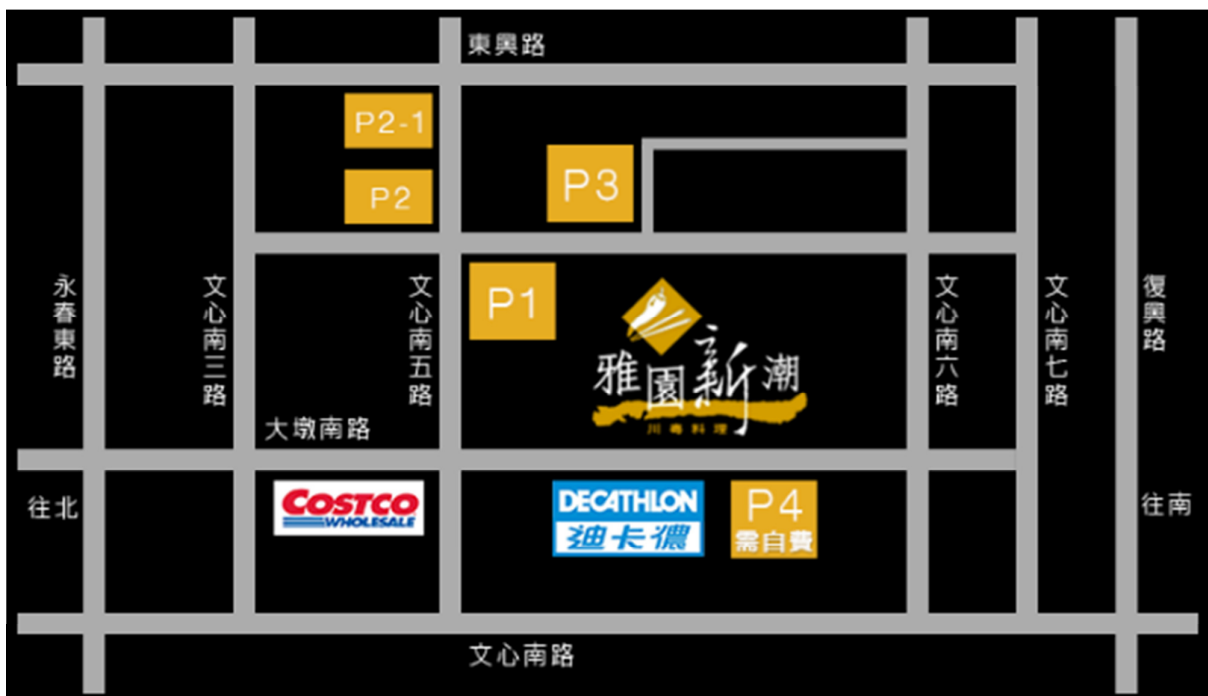 東興路
P2-1
P2
P3
P1
永春東路
文心南三路
文心南五路
文心南六路
文心南七路
復興路
雅園新潮
川粵料理
大墩南路
往北
COSTCO
WHOLESALE
DECATHLON
迪卡儂
P4
需自費
往南
文心南路